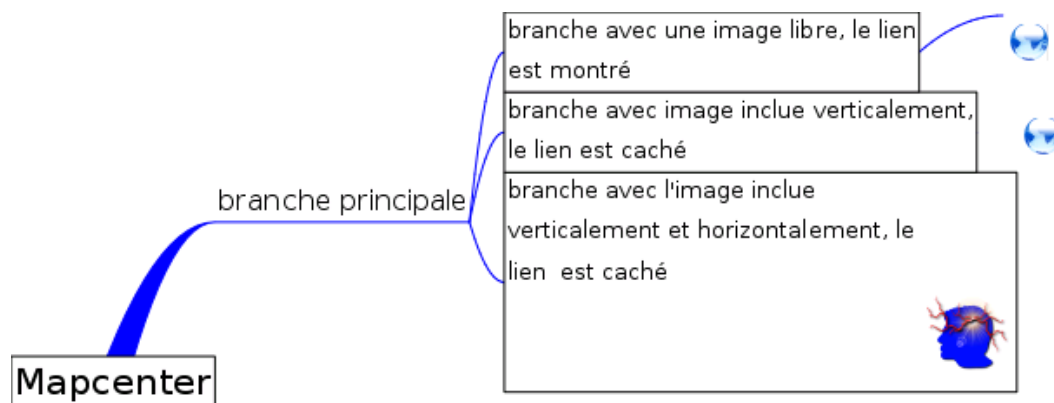 branche avec une image libre, le lien
est montré
branche avec image inclue verticalement,
le lien est caché
branche principale
branche avec l'image inclue
verticalement et horizontalement, le
lien  est caché
Mapcenter